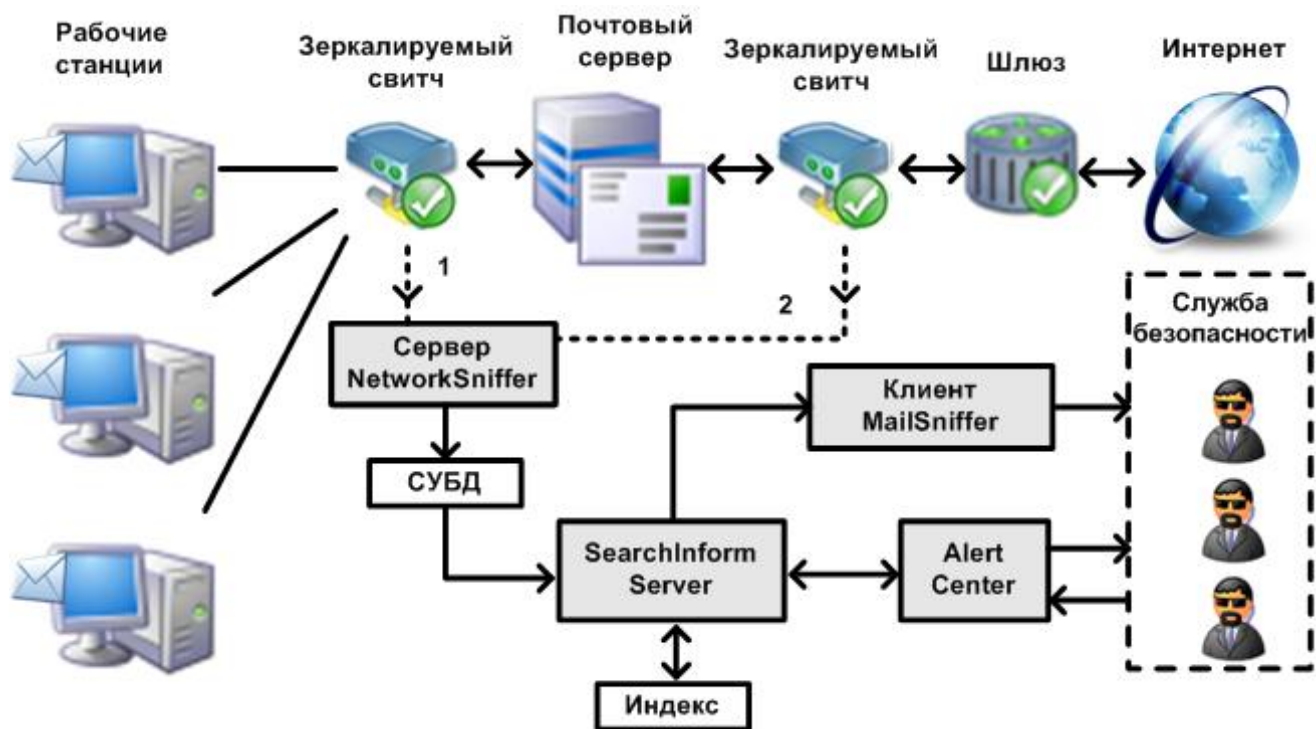 Рабочие
станции
Зеркалируемый
свитч
Почтовый
сервер
Зеркалируемый
свитч
Шлюз
Интернет
1
2
Сервер
NetworkSniffer
СУБД
SearchInform
Server
Индекс
Клиент
MailSniffer
Alert
Center
Служба
безопасности